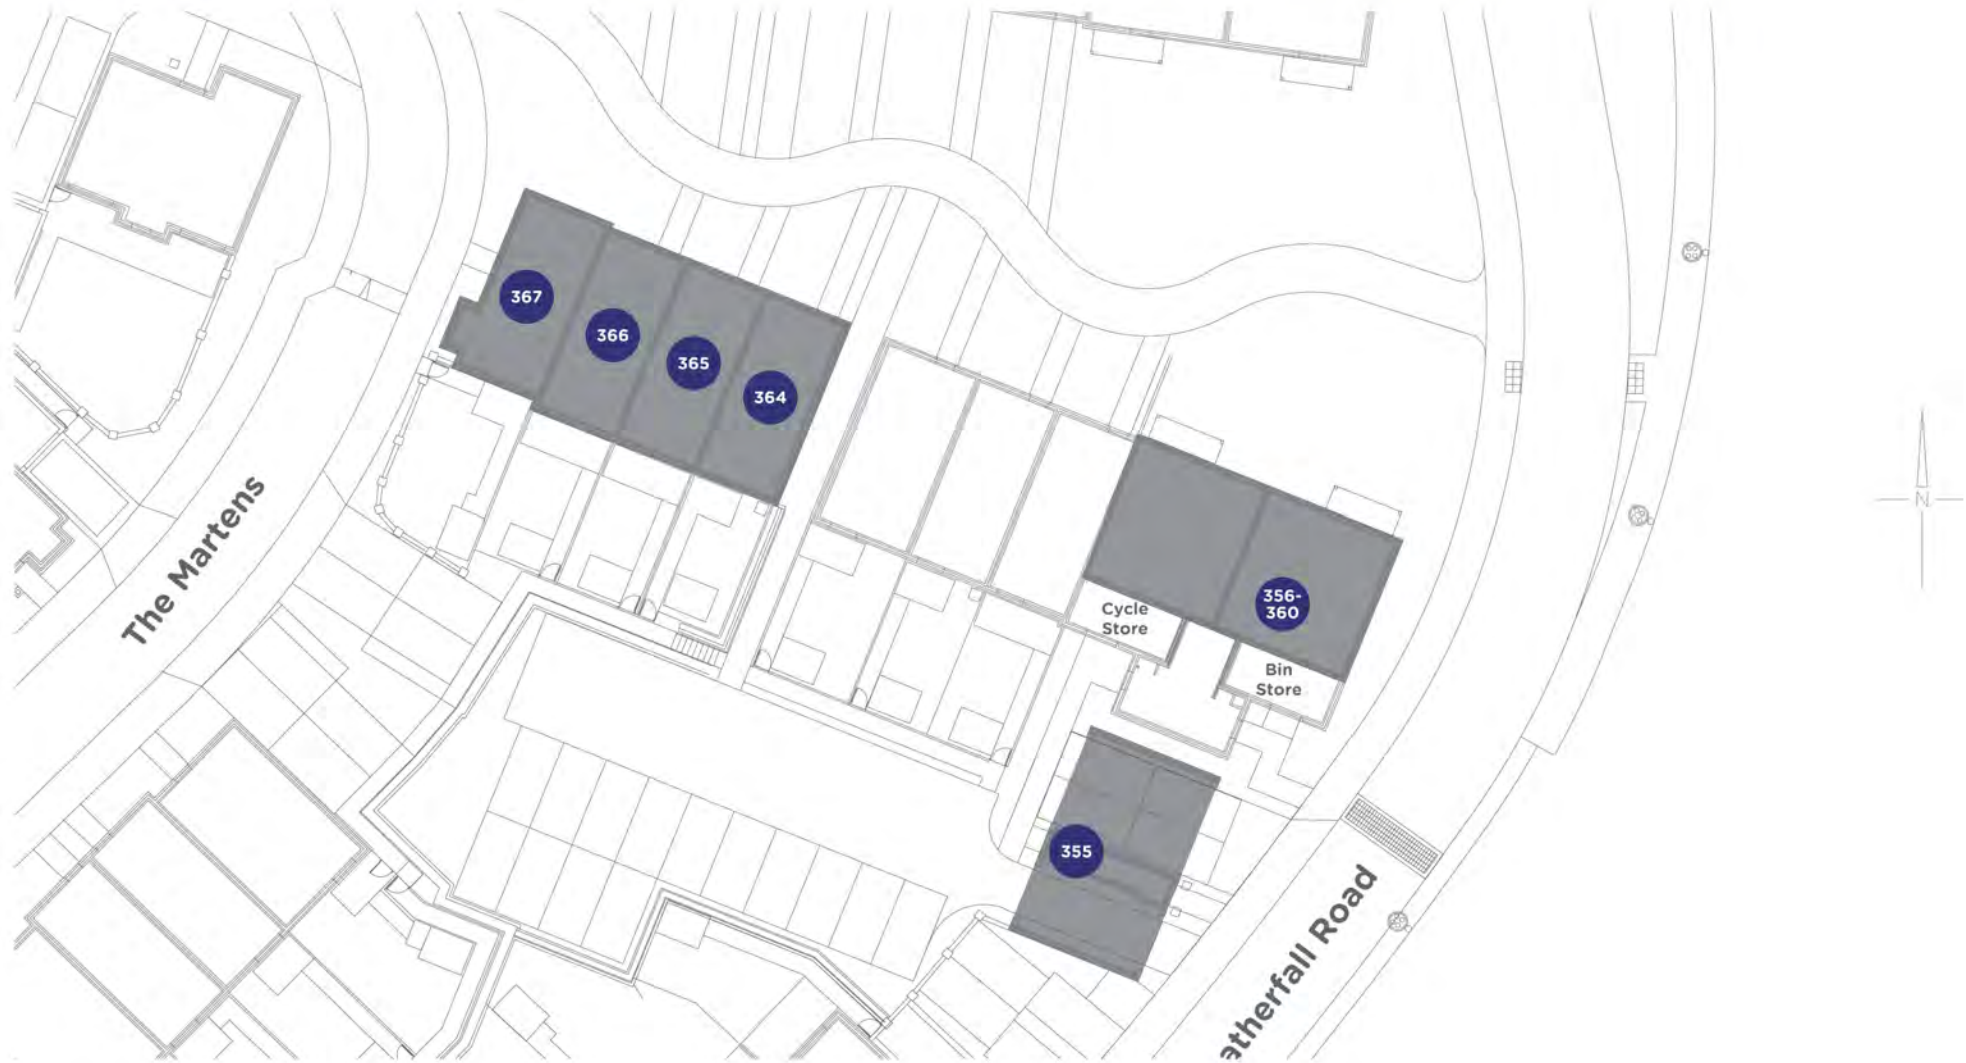 367
366
365
364
The Martens
N
Cycle
Store
356-
360
Bin
Store
355
atherfall Road